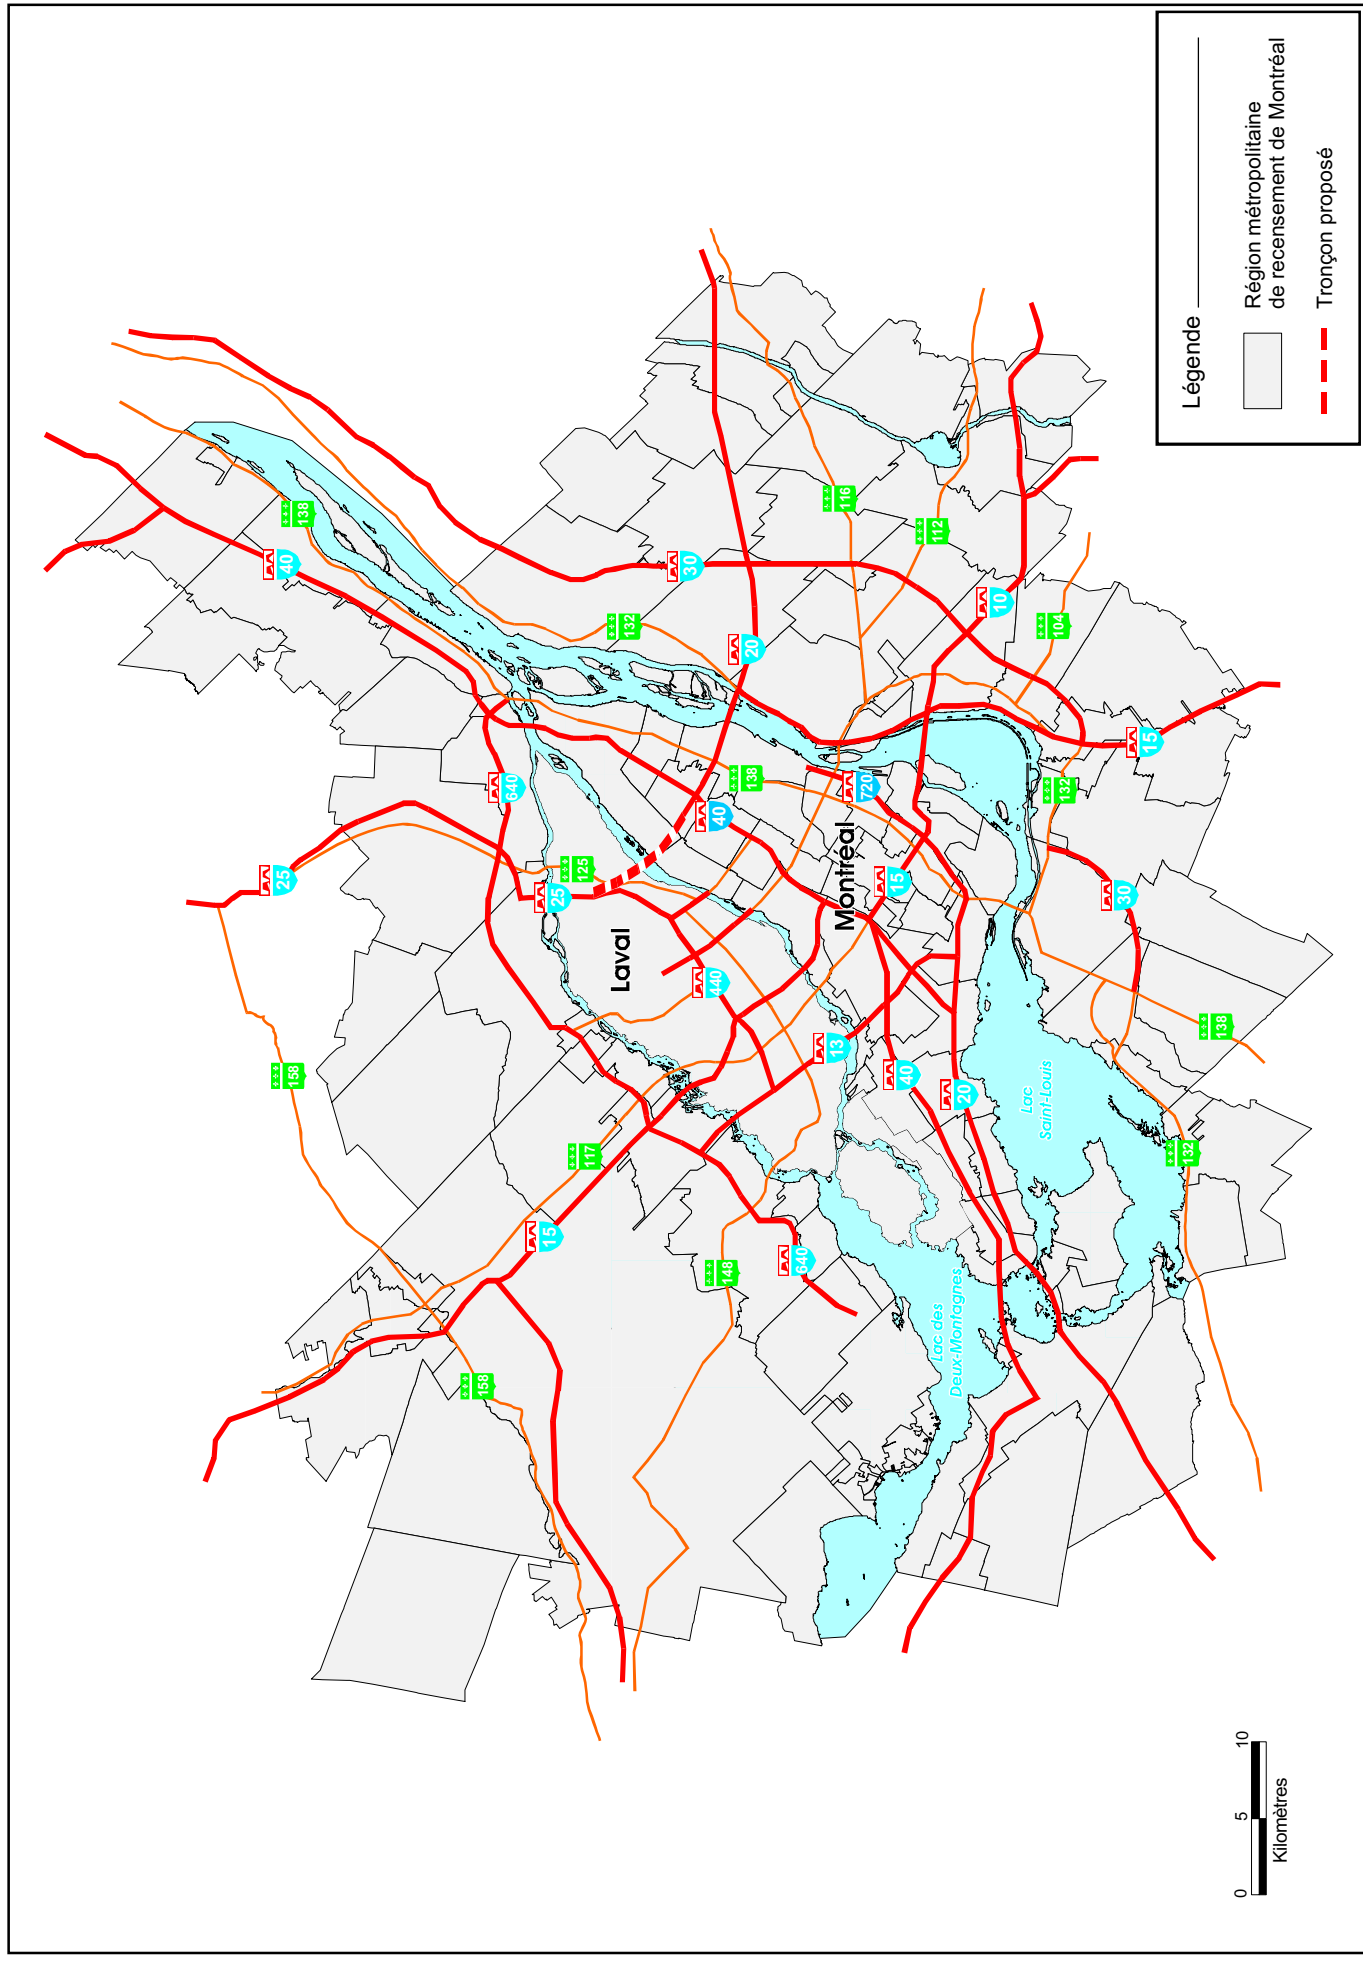 Légende
Région métropolitaine
de recensement de Montréal
Tronçon proposé
0 5 10
Kilomètres
Laval
Montréal
Lac
Saint-Louis
Lac des
Deux-Montagnes
158
25
40
138
117
15
158
125
25
640
132
30
148
440
40
138
20
640
13
720
116
40
15
112
20
10
104
132
30
15
132
138